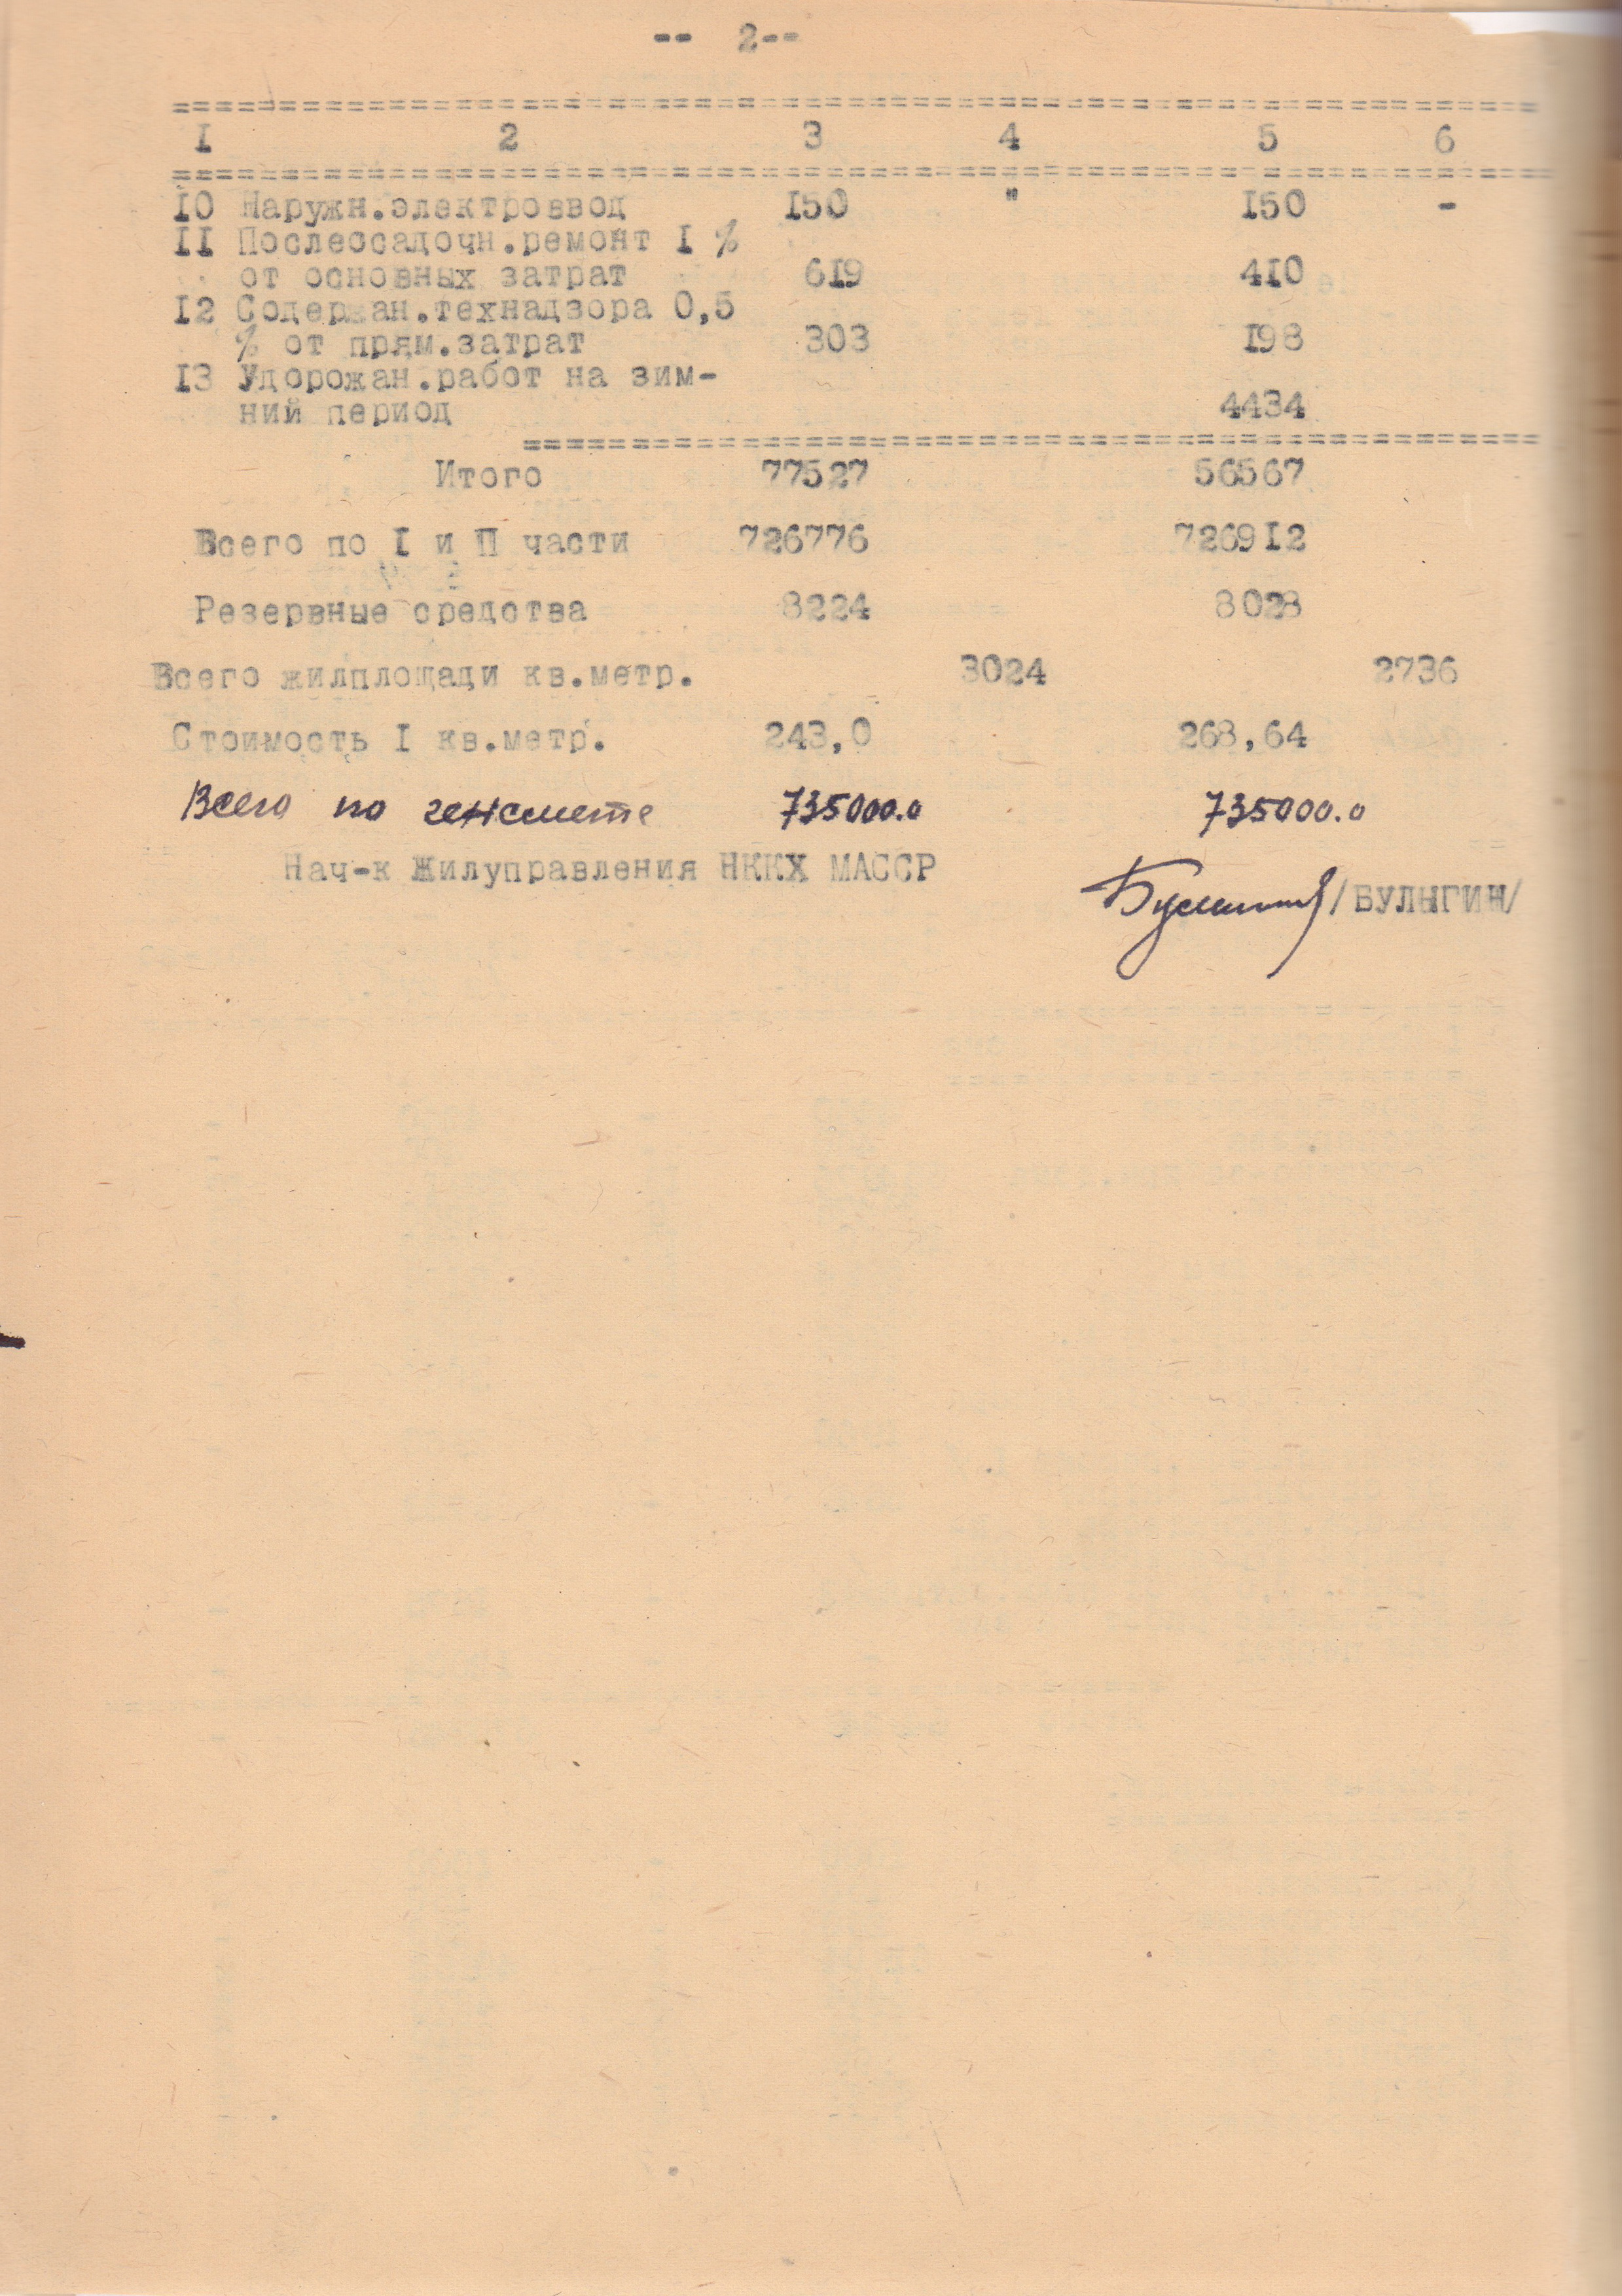 -- 2--
I 2 3 4 5 6
IO Наружн.электроввод I50 " I50 -
II Послеосадочн.ремонт I %
от основных затрат 6I9 4I0
I2 Содержан.технадзора 0,5
% от прям.затрат 303 I98
I3 Удорожан.работ на зим-
ний период 4434
Итого 77527 56567
Всего по I и П части 726776 7269I2
Резервные средства 8224 8028
Всего жилплощади кв.метр. 3024 2736
Стоимость I кв.метр. 243,0 268,64
Всего по генсмете 735000.0 735000.0
Нач-к Жилуправления НККХ МАССР
/БУЛЫГИН/